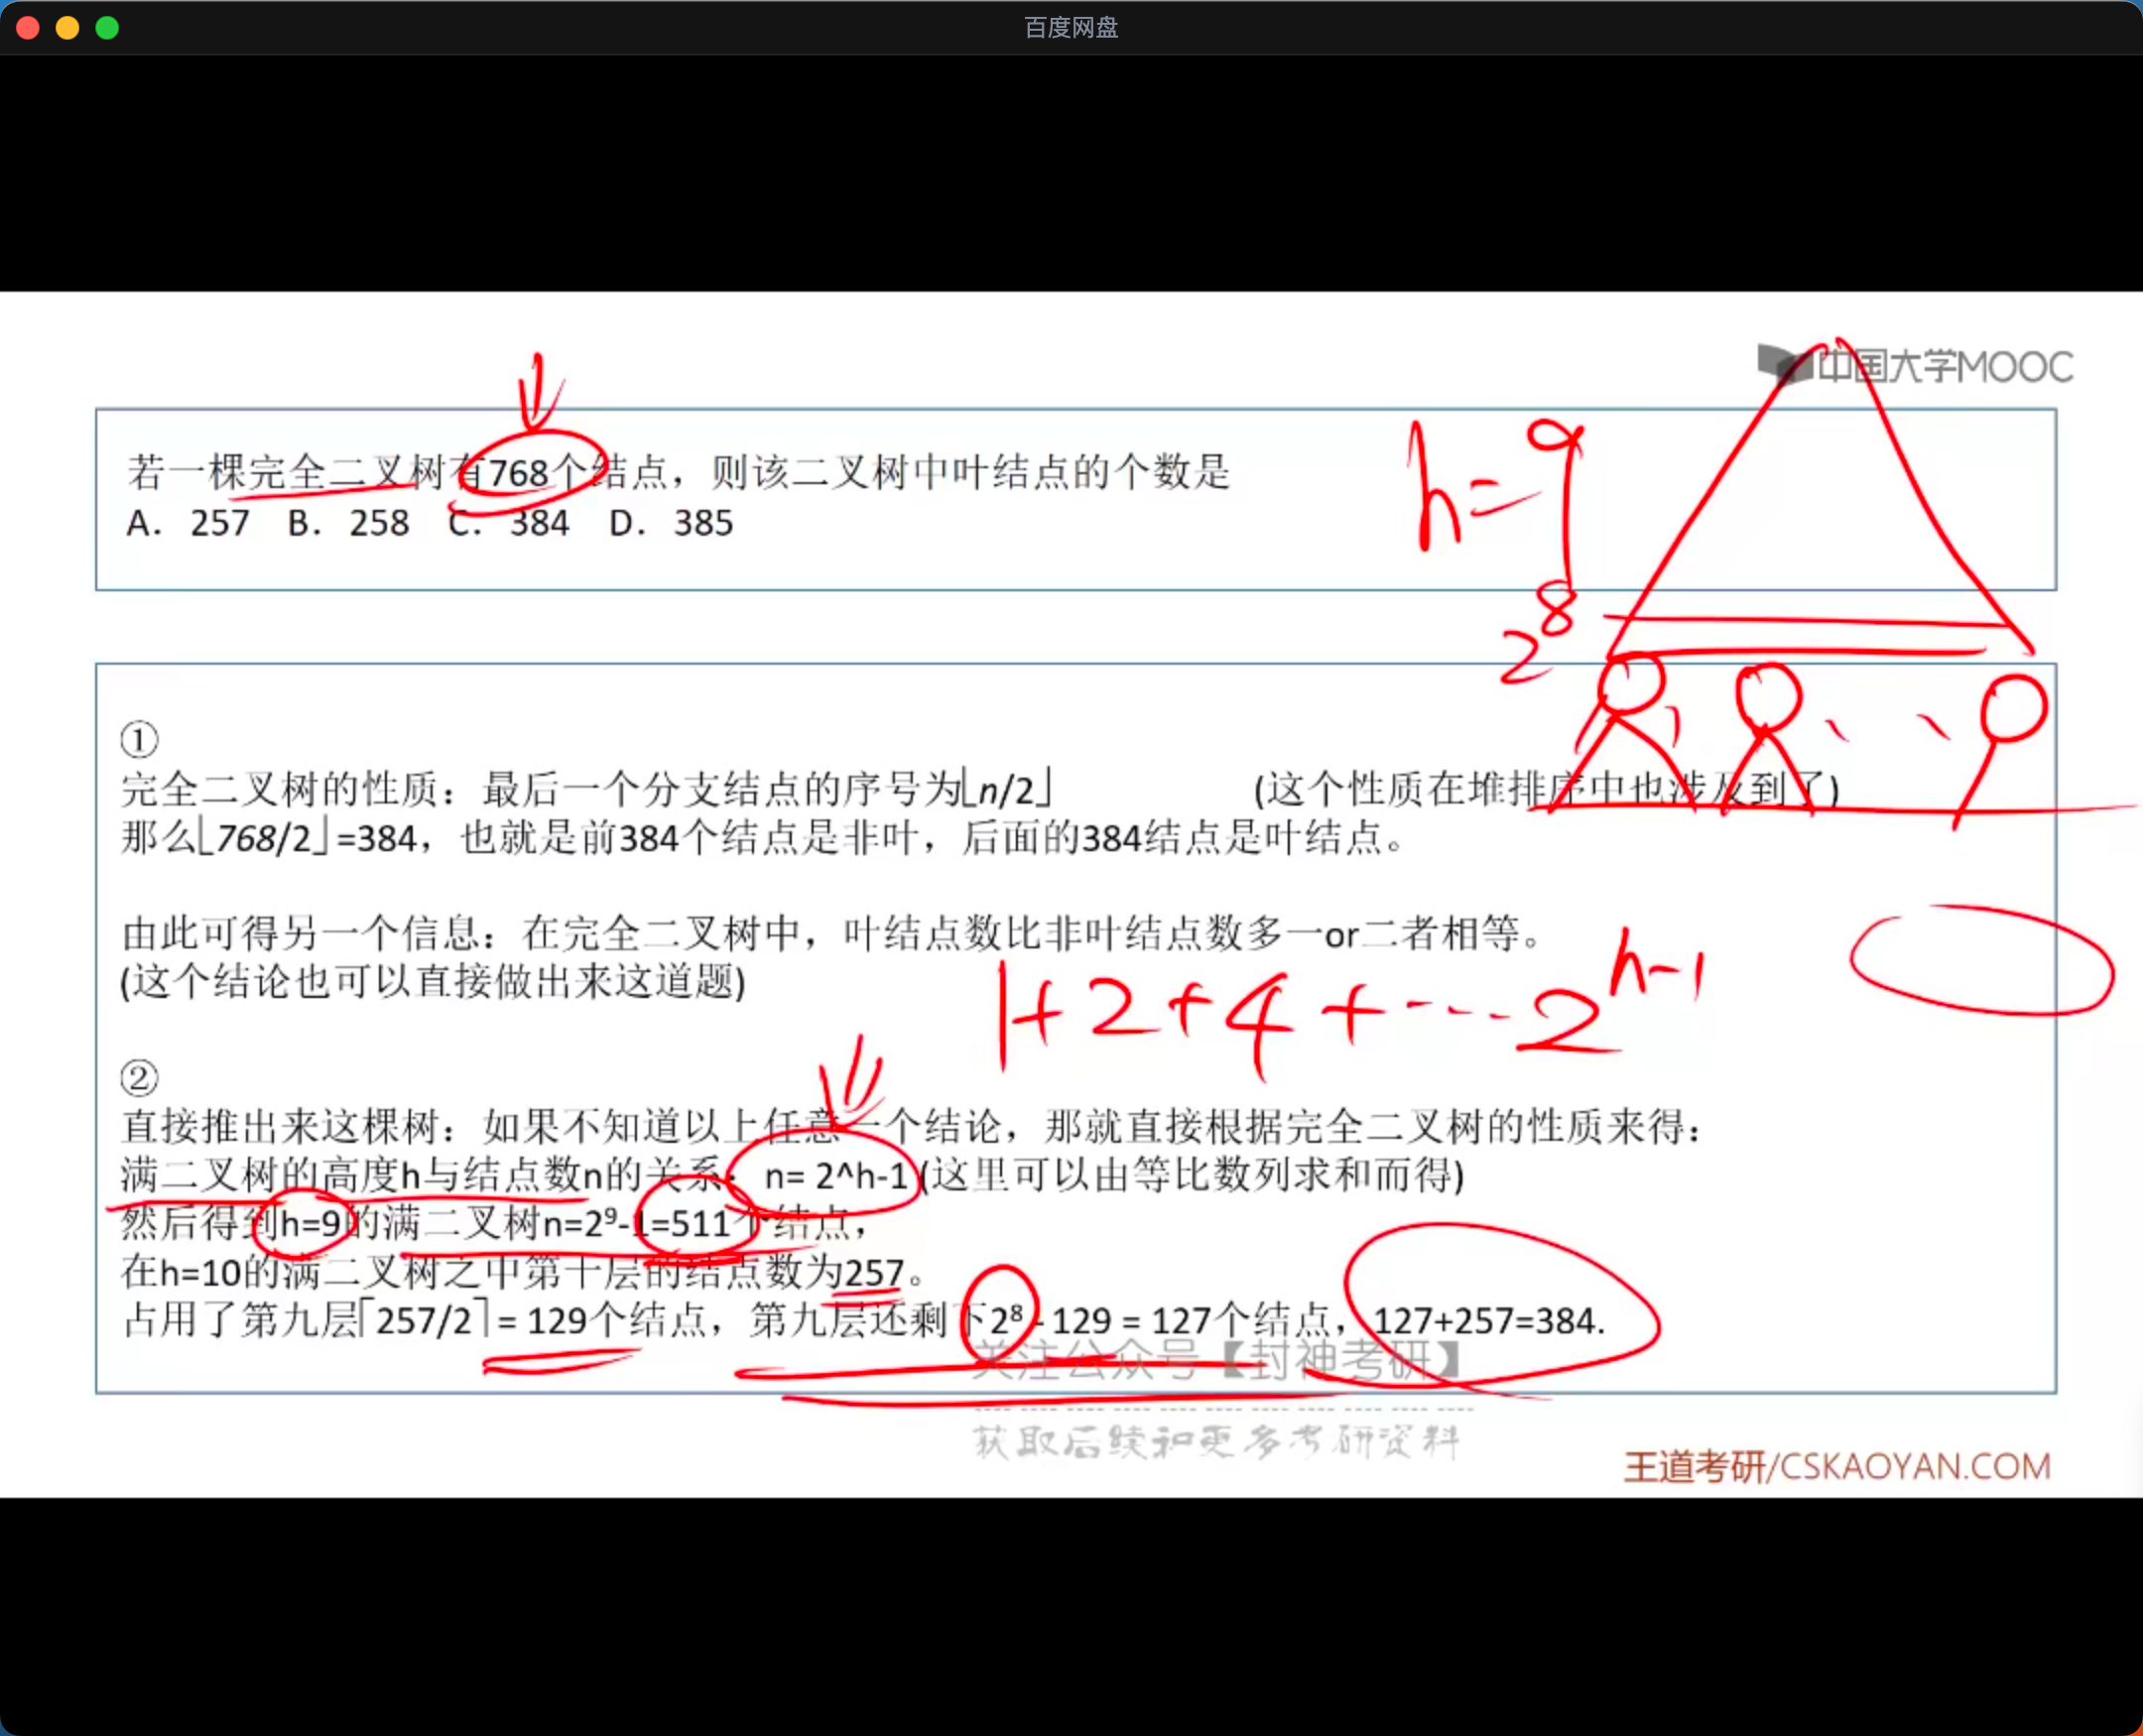 百度网盘
中国大学MOOC
若一棵完全二叉树有768个结点，则该二叉树中叶结点的个数是
A. 257 B. 258 C. 384 D. 385
h=9
2^8
①
完全二叉树的性质：最后一个分支结点的序号为⌊n/2⌋ (这个性质在堆排序中也涉及到了)
那么⌊768/2⌋=384，也就是前384个结点是非叶，后面的384结点是叶结点。
由此可得另一个信息：在完全二叉树中，叶结点数比非叶结点数多一or二者相等。
(这个结论也可以直接做出来这道题)
1+2+4+---2^h-1
②
直接推出来这棵树：如果不知道以上任意一个结论，那就直接根据完全二叉树的性质来得：
满二叉树的高度h与结点数n的关系：n= 2^h-1(这里可以由等比数列求和而得)
然后得到h=9的满二叉树n=2⁹-1=511个结点，
在h=10的满二叉树之中第十层的结点数为257。
占用了第九层⌈257/2⌉= 129个结点，第九层还剩下2⁸- 129 = 127个结点，127+257=384.
关注公众号【封神考研】
获取后续和更多考研资料
王道考研/CSKAOYAN.COM